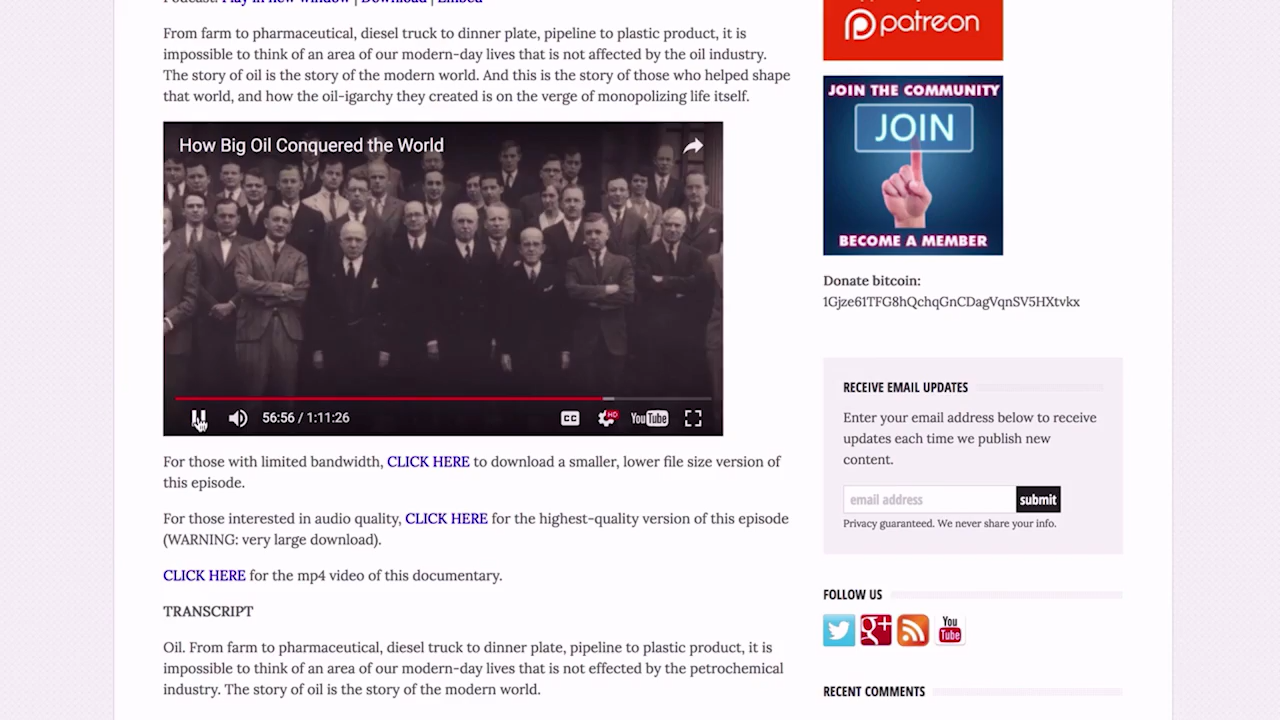 Podcast: Play in new window | Download | Embed
From farm to pharmaceutical, diesel truck to dinner plate, pipeline to plastic product, it is
impossible to think of an area of our modern-day lives that is not affected by the oil industry.
The story of oil is the story of the modern world. And this is the story of those who helped shape
that world, and how the oil-igarchy they created is on the verge of monopolizing life itself.
How Big Oil Conquered the World
56:56 / 1:11:26
CC
HD
YouTube
For those with limited bandwidth, CLICK HERE to download a smaller, lower file size version of
this episode.
For those interested in audio quality, CLICK HERE for the highest-quality version of this episode
(WARNING: very large download).
CLICK HERE for the mp4 video of this documentary.
TRANSCRIPT
Oil. From farm to pharmaceutical, diesel truck to dinner plate, pipeline to plastic product, it is
impossible to think of an area of our modern-day lives that is not effected by the petrochemical
industry. The story of oil is the story of the modern world.
patreon
JOIN THE COMMUNITY
JOIN
BECOME A MEMBER
Donate bitcoin:
1Gjze61TFG8hQchqGnCDagVqnSV5HXtvkx
RECEIVE EMAIL UPDATES
Enter your email address below to receive
updates each time we publish new
content.
email address
submit
Privacy guaranteed. We never share your info.
FOLLOW US
g+
You
Tube
RECENT COMMENTS